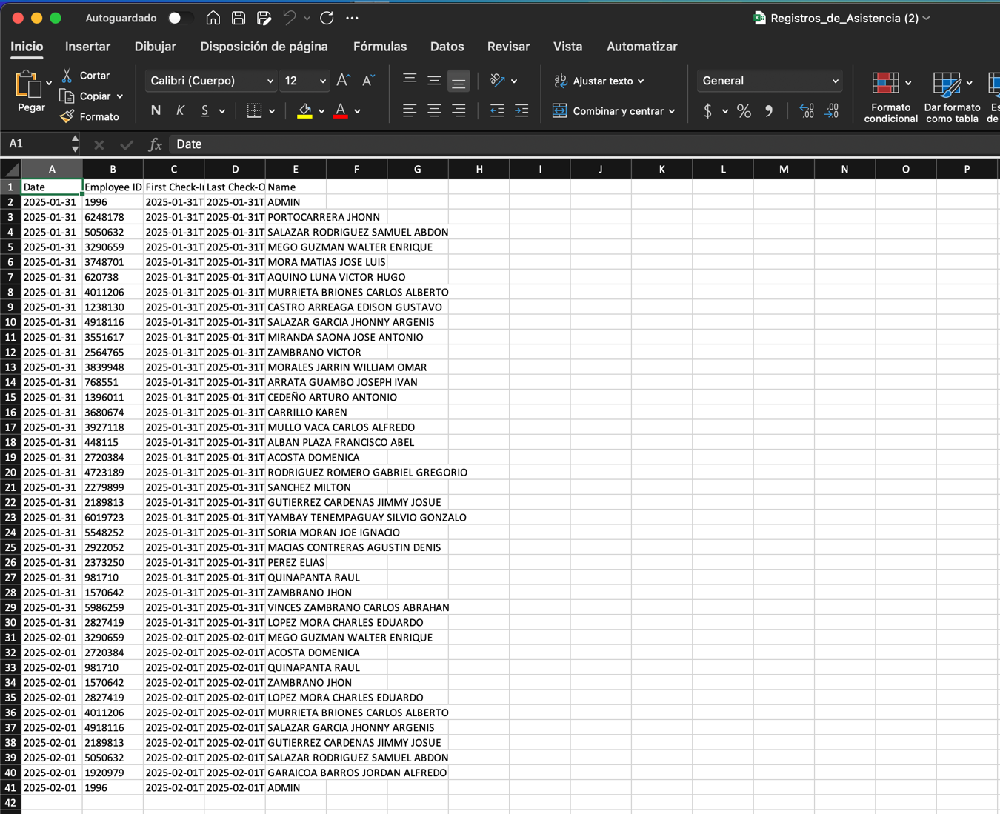 Autoguardado
Registros_de_Asistencia (2)
Inicio Insertar Dibujar Disposición de página Fórmulas Datos Revisar Vista Automatizar
Pegar
Cortar
Copiar
Formato
Calibri (Cuerpo) 12
N K S
Ajustar texto
Combinar y centrar
General
Formato condicional
Dar formato como tabla
Es
de
A1 fx Date
A B C D E F G H I J K L M N O P
1 Date Employee ID First Check-I Last Check-O Name
2 2025-01-31 1996 2025-01-31T 2025-01-31T ADMIN
3 2025-01-31 6248178 2025-01-31T 2025-01-31T PORTOCARRERA JHONN
4 2025-01-31 5050632 2025-01-31T 2025-01-31T SALAZAR RODRIGUEZ SAMUEL ABDON
5 2025-01-31 3290659 2025-01-31T 2025-01-31T MEGO GUZMAN WALTER ENRIQUE
6 2025-01-31 3748701 2025-01-31T 2025-01-31T MORA MATIAS JOSE LUIS
7 2025-01-31 620738 2025-01-31T 2025-01-31T AQUINO LUNA VICTOR HUGO
8 2025-01-31 4011206 2025-01-31T 2025-01-31T MURRIETA BRIONES CARLOS ALBERTO
9 2025-01-31 1238130 2025-01-31T 2025-01-31T CASTRO ARREAGA EDISON GUSTAVO
10 2025-01-31 4918116 2025-01-31T 2025-01-31T SALAZAR GARCIA JHONNY ARGENIS
11 2025-01-31 3551617 2025-01-31T 2025-01-31T MIRANDA SAONA JOSE ANTONIO
12 2025-01-31 2564765 2025-01-31T 2025-01-31T ZAMBRANO VICTOR
13 2025-01-31 3839948 2025-01-31T 2025-01-31T MORALES JARRIN WILLIAM OMAR
14 2025-01-31 768551 2025-01-31T 2025-01-31T ARRATA GUAMBO JOSEPH IVAN
15 2025-01-31 1396011 2025-01-31T 2025-01-31T CEDEÑO ARTURO ANTONIO
16 2025-01-31 3680674 2025-01-31T 2025-01-31T CARRILLO KAREN
17 2025-01-31 3927118 2025-01-31T 2025-01-31T MULLO VACA CARLOS ALFREDO
18 2025-01-31 448115 2025-01-31T 2025-01-31T ALBAN PLAZA FRANCISCO ABEL
19 2025-01-31 2720384 2025-01-31T 2025-01-31T ACOSTA DOMENICA
20 2025-01-31 4723189 2025-01-31T 2025-01-31T RODRIGUEZ ROMERO GABRIEL GREGORIO
21 2025-01-31 2279899 2025-01-31T 2025-01-31T SANCHEZ MILTON
22 2025-01-31 2189813 2025-01-31T 2025-01-31T GUTIERREZ CARDENAS JIMMY JOSUE
23 2025-01-31 6019723 2025-01-31T 2025-01-31T YAMBAY TENEMPAGUAY SILVIO GONZALO
24 2025-01-31 5548252 2025-01-31T 2025-01-31T SORIA MORAN JOE IGNACIO
25 2025-01-31 2922052 2025-01-31T 2025-01-31T MACIAS CONTRERAS AGUSTIN DENIS
26 2025-01-31 2373250 2025-01-31T 2025-01-31T PEREZ ELIAS
27 2025-01-31 981710 2025-01-31T 2025-01-31T QUINAPANTA RAUL
28 2025-01-31 1570642 2025-01-31T 2025-01-31T ZAMBRANO JHON
29 2025-01-31 5986259 2025-01-31T 2025-01-31T VINCES ZAMBRANO CARLOS ABRAHAN
30 2025-01-31 2827419 2025-01-31T 2025-01-31T LOPEZ MORA CHARLES EDUARDO
31 2025-02-01 3290659 2025-02-01T 2025-02-01T MEGO GUZMAN WALTER ENRIQUE
32 2025-02-01 2720384 2025-02-01T 2025-02-01T ACOSTA DOMENICA
33 2025-02-01 981710 2025-02-01T 2025-02-01T QUINAPANTA RAUL
34 2025-02-01 1570642 2025-02-01T 2025-02-01T ZAMBRANO JHON
35 2025-02-01 2827419 2025-02-01T 2025-02-01T LOPEZ MORA CHARLES EDUARDO
36 2025-02-01 4011206 2025-02-01T 2025-02-01T MURRIETA BRIONES CARLOS ALBERTO
37 2025-02-01 4918116 2025-02-01T 2025-02-01T SALAZAR GARCIA JHONNY ARGENIS
38 2025-02-01 2189813 2025-02-01T 2025-02-01T GUTIERREZ CARDENAS JIMMY JOSUE
39 2025-02-01 5050632 2025-02-01T 2025-02-01T SALAZAR RODRIGUEZ SAMUEL ABDON
40 2025-02-01 1920979 2025-02-01T 2025-02-01T GARAICOA BARROS JORDAN ALFREDO
41 2025-02-01 1996 2025-02-01T 2025-02-01T ADMIN
42